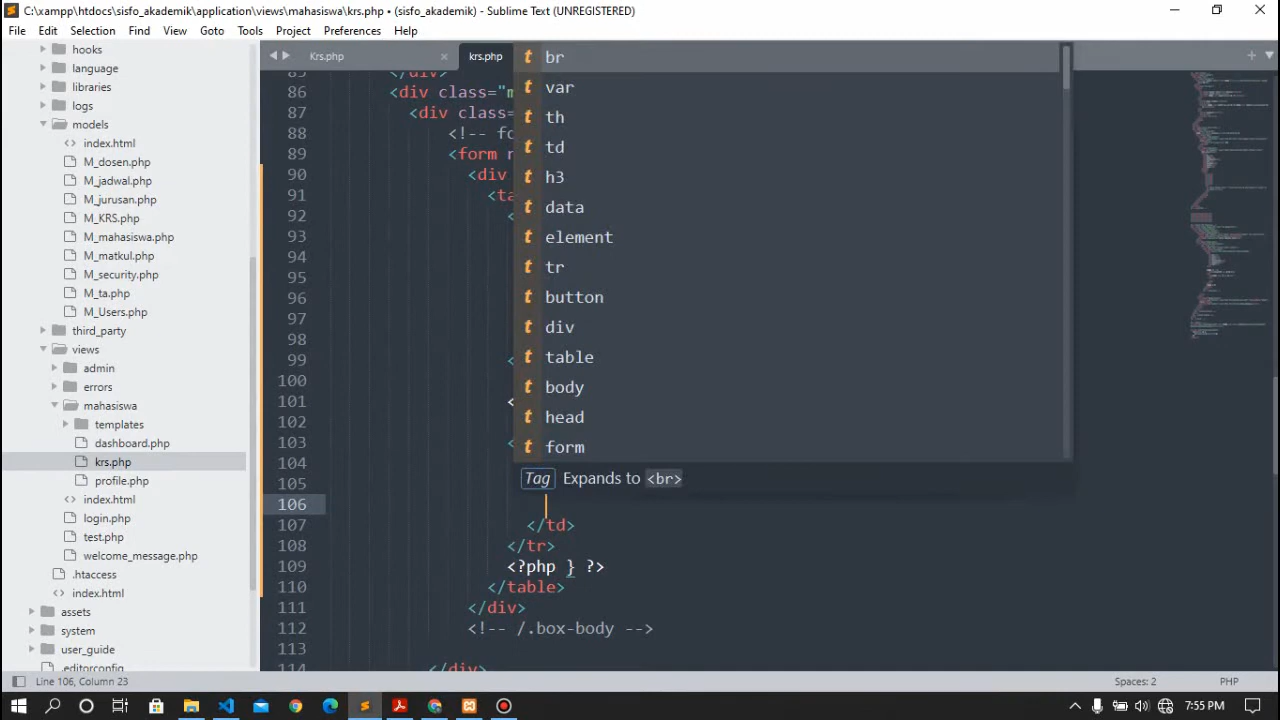 C:\xampp\htdocs\sisfo_akademik\application\views\mahasiswa\krs.php • (sisfo_akademik) - Sublime Text (UNREGISTERED)
File Edit Selection Find View Goto Tools Project Preferences Help
hooks
language
libraries
logs
models
index.html
M_dosen.php
M_jadwal.php
M_jurusan.php
M_KRS.php
M_mahasiswa.php
M_matkul.php
M_security.php
M_ta.php
M_Users.php
third_party
views
admin
errors
mahasiswa
templates
dashboard.php
krs.php
profile.php
index.html
login.php
test.php
welcome_message.php
.htaccess
index.html
assets
system
user_guide
.editorconfig
Krs.php × krs.php
85 </div>
86 <div class="m
87 <div class=
88 <!-- fo
89 <form n
90 <div
91 <ta
92 <
93
94
95
96
97
98
99 <
100
101 <
102
103 <
104
105
106
107 </td>
108 </tr>
109 <?php } ?>
110 </table>
111 </div>
112 <!-- /.box-body -->
113
114 </div>
t br
t var
t th
t td
t h3
t data
t element
t tr
t button
t div
t table
t body
t head
t form
Tag Expands to <br>
Line 106, Column 23 Spaces: 2 PHP
7:55 PM